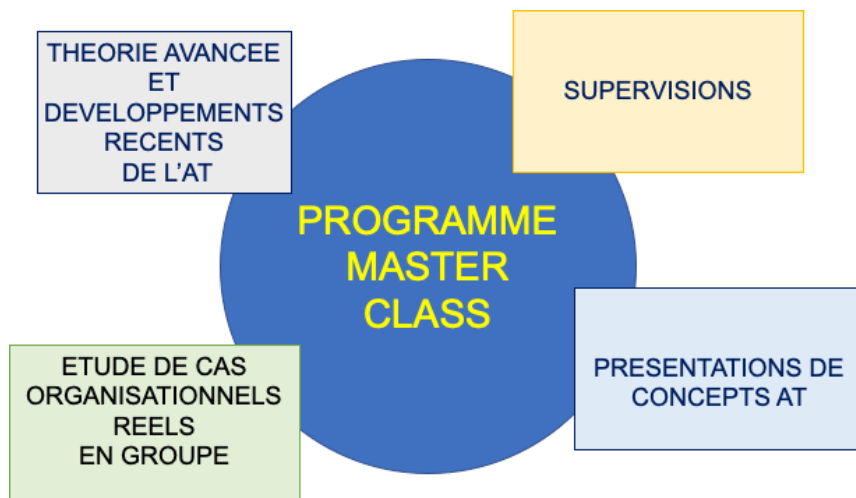 THEORIE AVANCEE
ET
DEVELOPPEMENTS
RECENTS
DE L'AT
SUPERVISIONS
PROGRAMME
MASTER
CLASS
ETUDE DE CAS
ORGANISATIONNELS
REELS
EN GROUPE
PRESENTATIONS DE
CONCEPTS AT